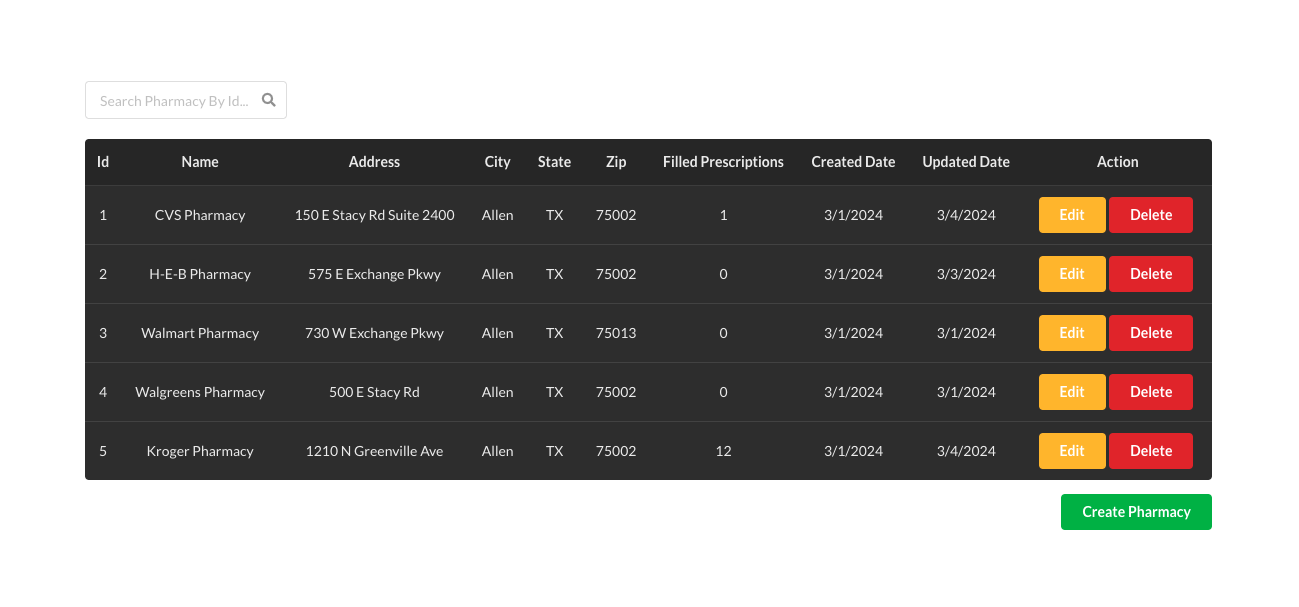 Search Pharmacy By Id...
Id Name Address City State Zip Filled Prescriptions Created Date Updated Date Action
1 CVS Pharmacy 150 E Stacy Rd Suite 2400 Allen TX 75002 1 3/1/2024 3/4/2024 Edit Delete
2 H-E-B Pharmacy 575 E Exchange Pkwy Allen TX 75002 0 3/1/2024 3/3/2024 Edit Delete
3 Walmart Pharmacy 730 W Exchange Pkwy Allen TX 75013 0 3/1/2024 3/1/2024 Edit Delete
4 Walgreens Pharmacy 500 E Stacy Rd Allen TX 75002 0 3/1/2024 3/1/2024 Edit Delete
5 Kroger Pharmacy 1210 N Greenville Ave Allen TX 75002 12 3/1/2024 3/4/2024 Edit Delete
Create Pharmacy